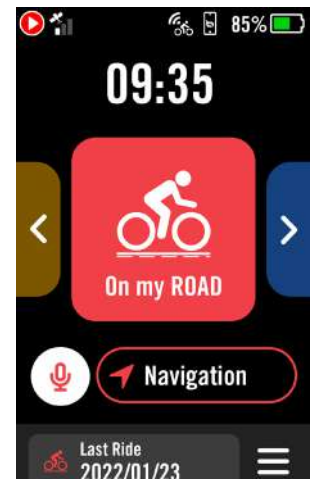 85%
09:35
On my ROAD
Navigation
Last Ride
2022/01/23